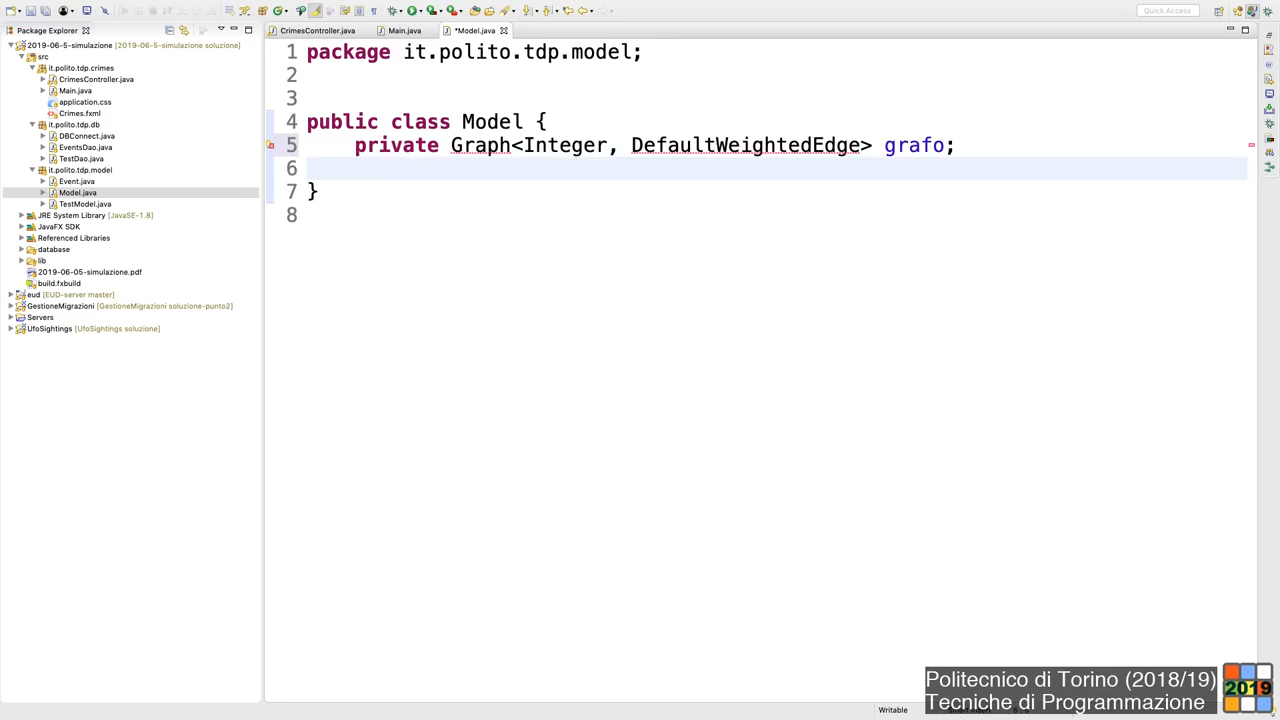 Quick Access
Package Explorer
2019-06-5-simulazione [2019-06-5-simulazione soluzione]
src
it.polito.tdp.crimes
CrimesController.java
Main.java
application.css
Crimes.fxml
it.polito.tdp.db
DBConnect.java
EventsDao.java
TestDao.java
it.polito.tdp.model
Event.java
Model.java
TestModel.java
JRE System Library [JavaSE-1.8]
JavaFX SDK
Referenced Libraries
database
lib
2019-06-05-simulazione.pdf
build.fxbuild
eud [EUD-server master]
GestioneMigrazioni [GestioneMigrazioni soluzione-punto2]
Servers
UfoSightings [UfoSightings soluzione]
CrimesController.java
Main.java
*Model.java
1 package it.polito.tdp.model;
2
3
4 public class Model {
5 private Graph<Integer, DefaultWeightedEdge> grafo;
6
7 }
8
Writable
Politecnico di Torino (2018/19)
Tecniche di Programmazione
2019